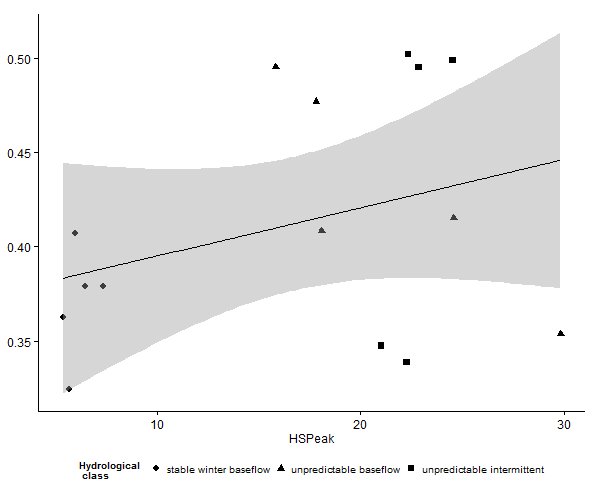 0.50
0.45
0.40
0.35
10 20 30
HSPeak
Hydrological
class
stable winter baseflow unpredictable baseflow unpredictable intermittent